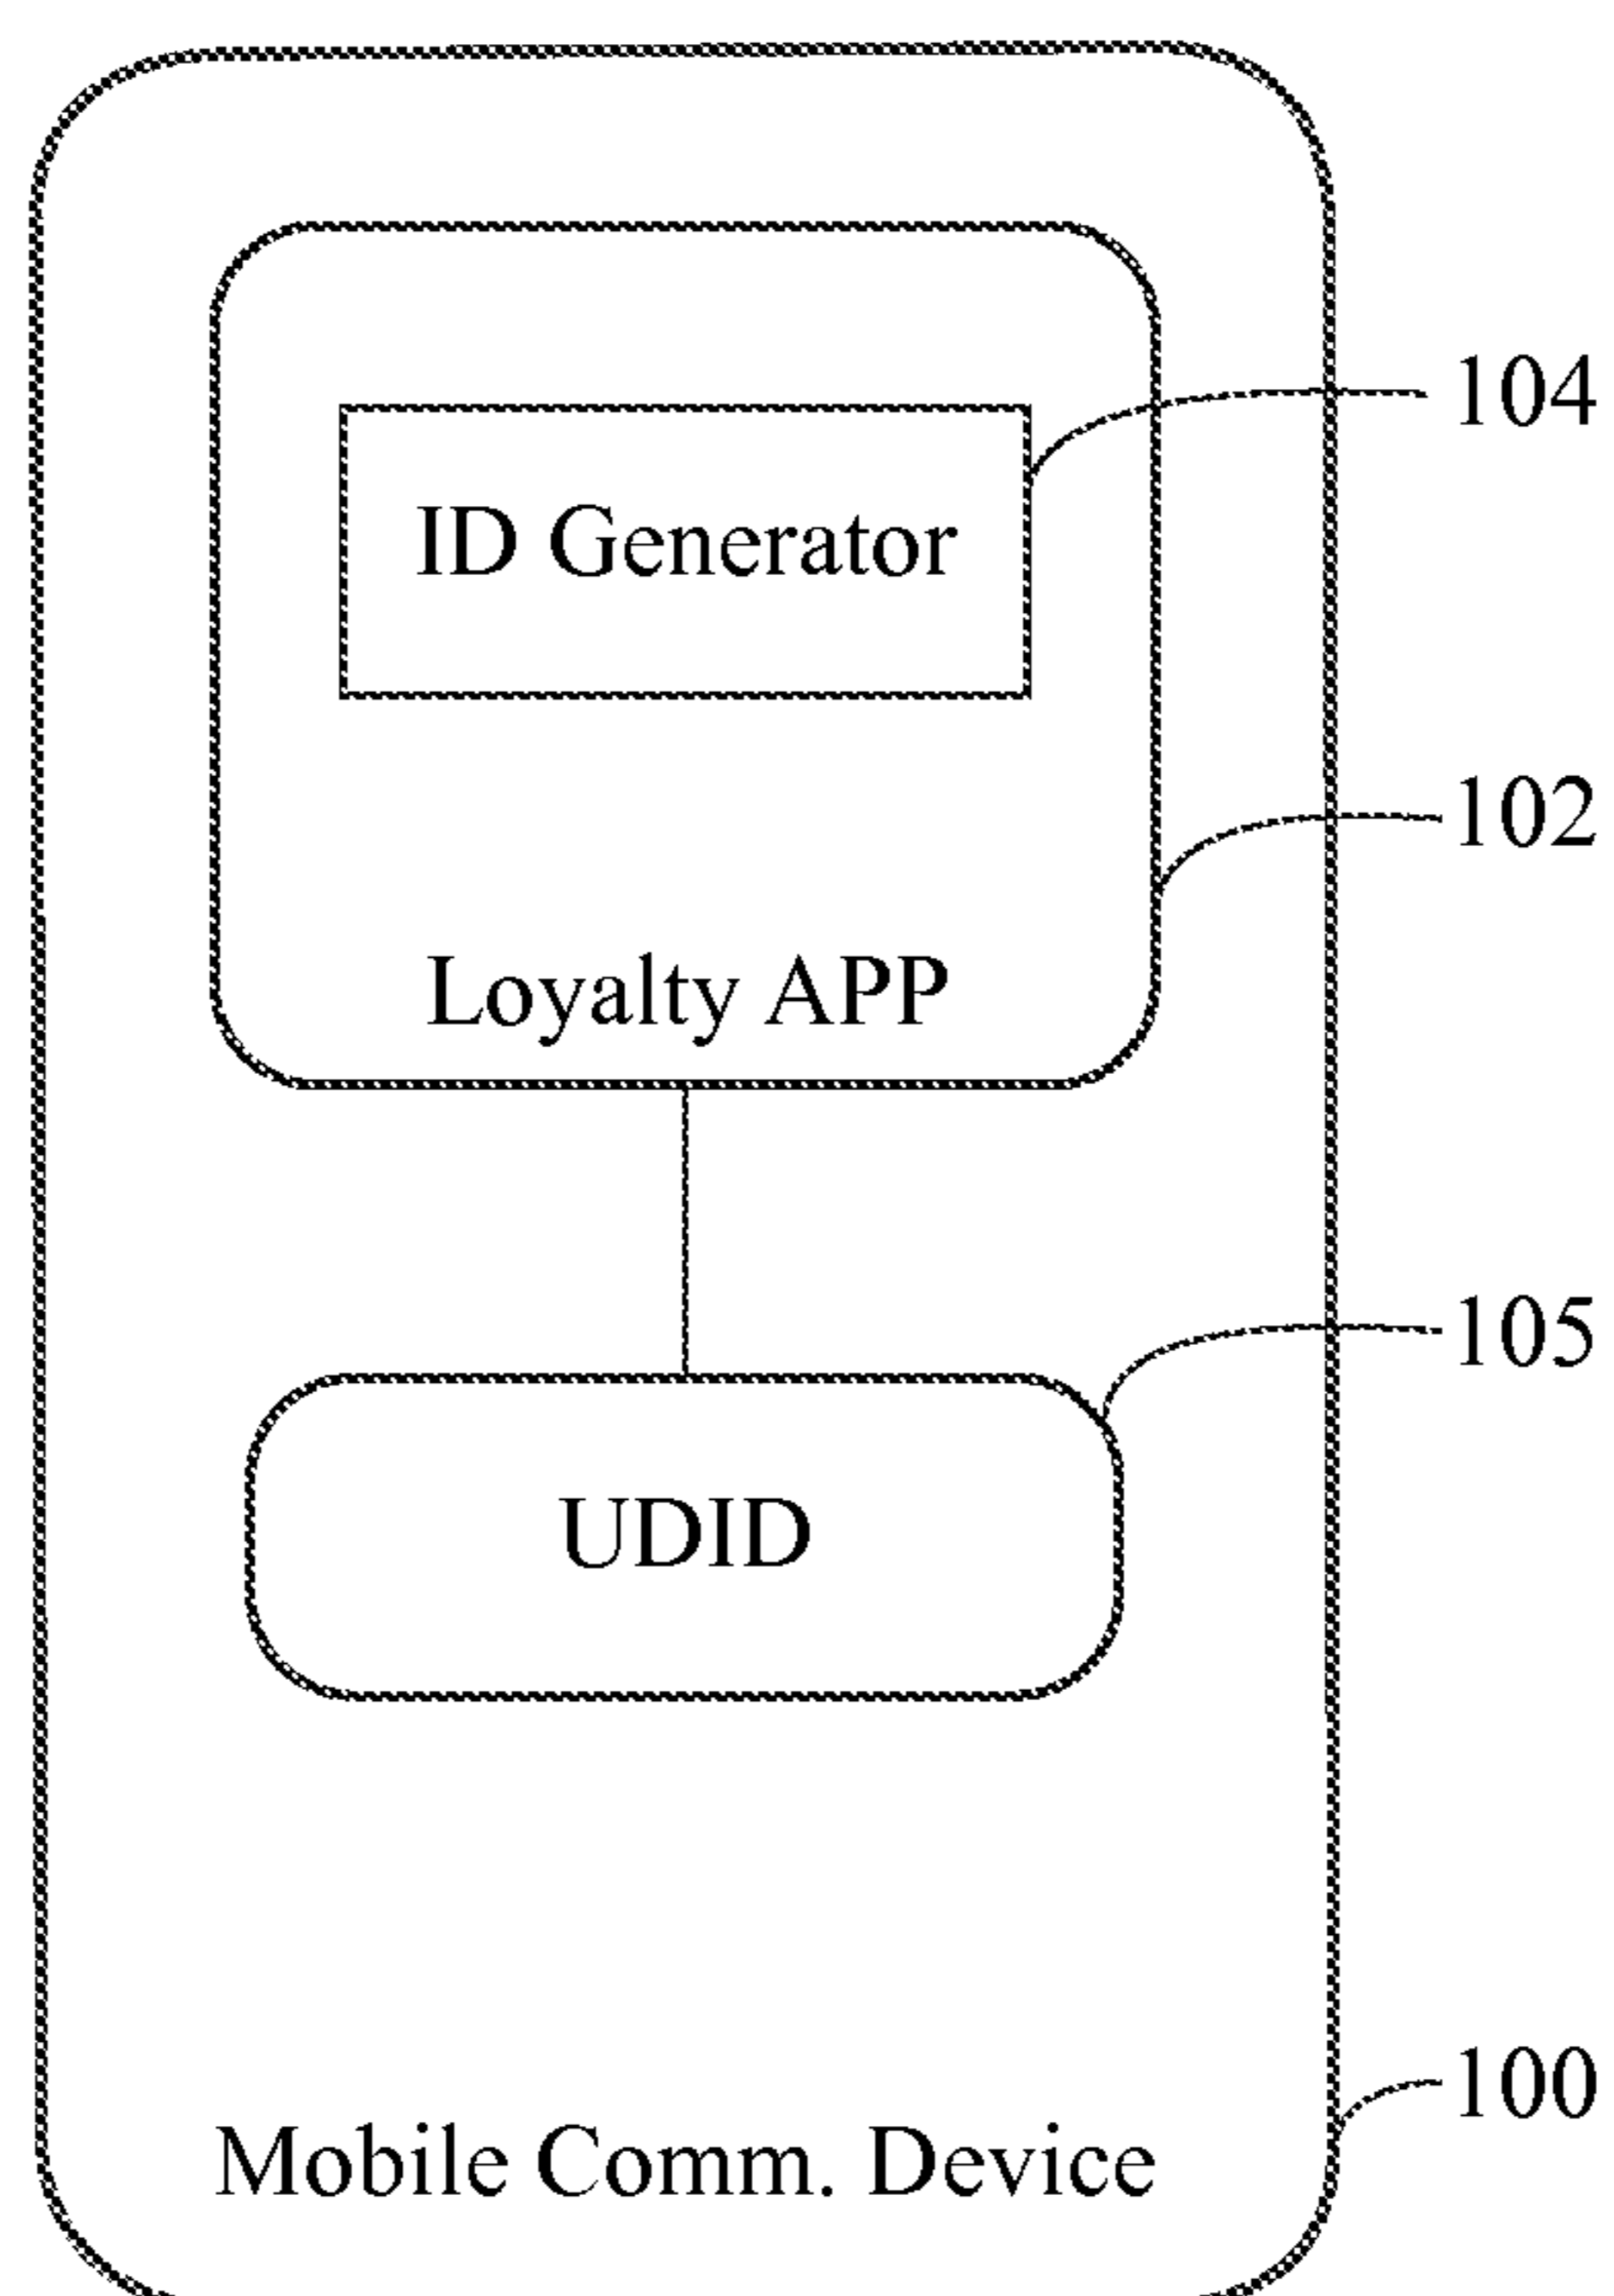 104
ID Generator
102
Loyalty APP
105
UDID
100
Mobile Comm. Device